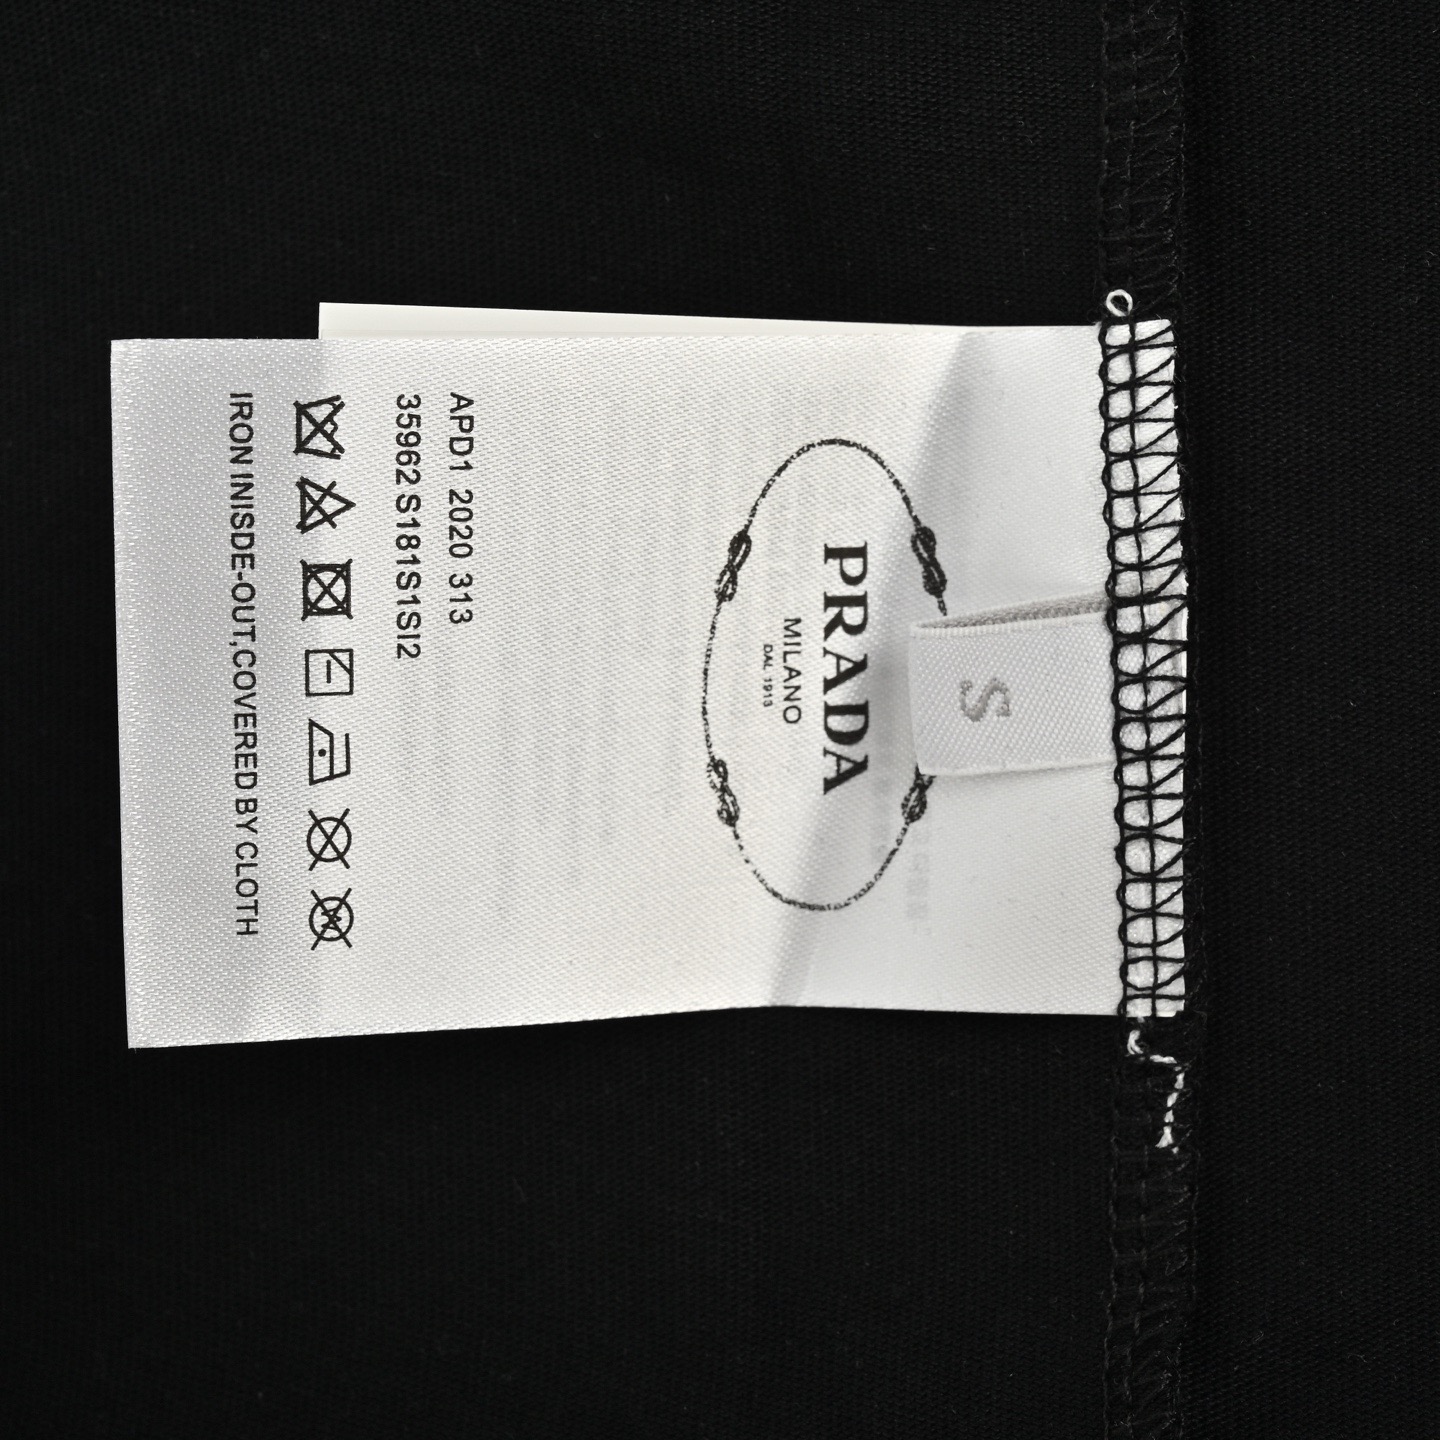 S
PRADA
MILANO
DAL 1913
APD1 2020 313
35962 S181S1SI2
IRON INISDE-OUT,COVERED BY CLOTH